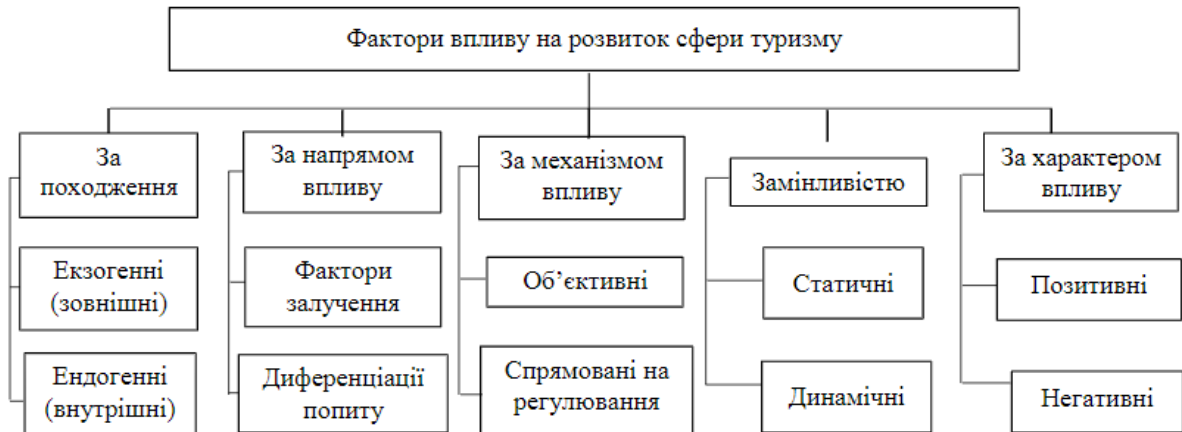 Фактори впливу на розвиток сфери туризму
За
походження
За напрямом
впливу
За механізмом
впливу
Замінливістю
За характером
впливу
Екзогенні
(зовнішні)
Фактори
залучення
Об’єктивні
Статичні
Позитивні
Ендогенні
(внутрішні)
Диференціації
попиту
Спрямовані на
регулювання
Динамічні
Негативні